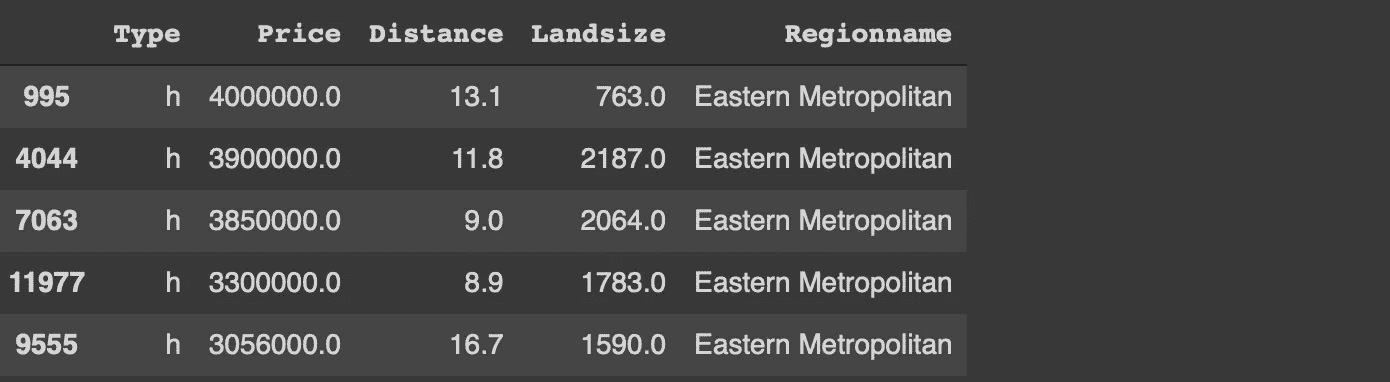 Type Price Distance Landsize Regionname
995 h 4000000.0 13.1 763.0 Eastern Metropolitan
4044 h 3900000.0 11.8 2187.0 Eastern Metropolitan
7063 h 3850000.0 9.0 2064.0 Eastern Metropolitan
11977 h 3300000.0 8.9 1783.0 Eastern Metropolitan
9555 h 3056000.0 16.7 1590.0 Eastern Metropolitan